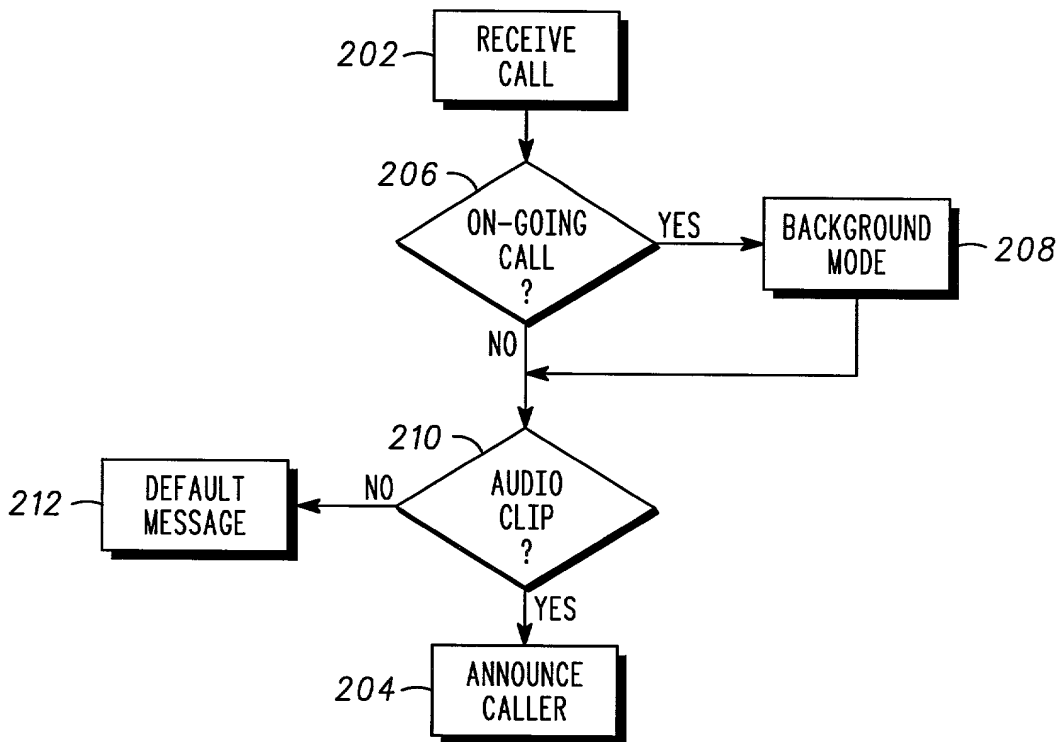 202
RECEIVE
CALL
206
ON-GOING
CALL
?
YES
BACKGROUND
MODE
208
NO
210
AUDIO
CLIP
?
NO
DEFAULT
MESSAGE
212
YES
204
ANNOUNCE
CALLER